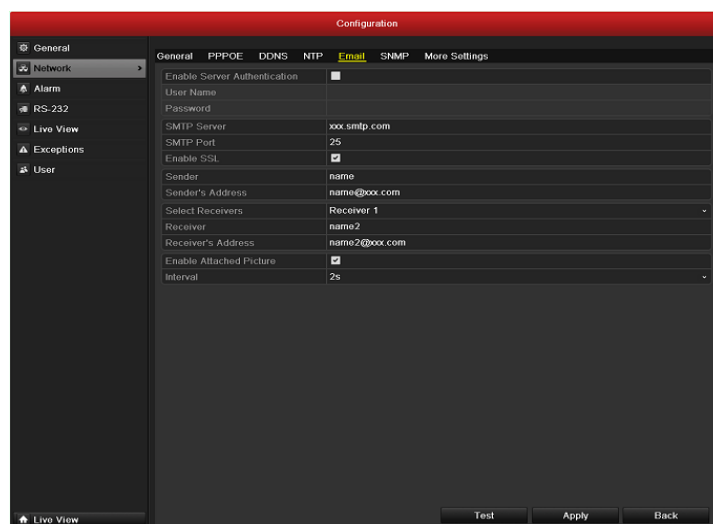 Configuration
General
Network
Alarm
RS-232
Live View
Exceptions
User
Live View
General PPPOE DDNS NTP Email SNMP More Settings
Enable Server Authentication
User Name
Password
SMTP Server xxx.smtp.com
SMTP Port 25
Enable SSL
Sender name
Sender's Address name@xxx.com
Select Receivers Receiver 1
Receiver name2
Receiver's Address name2@xxx.com
Enable Attached Picture
Interval 2s
Test Apply Back